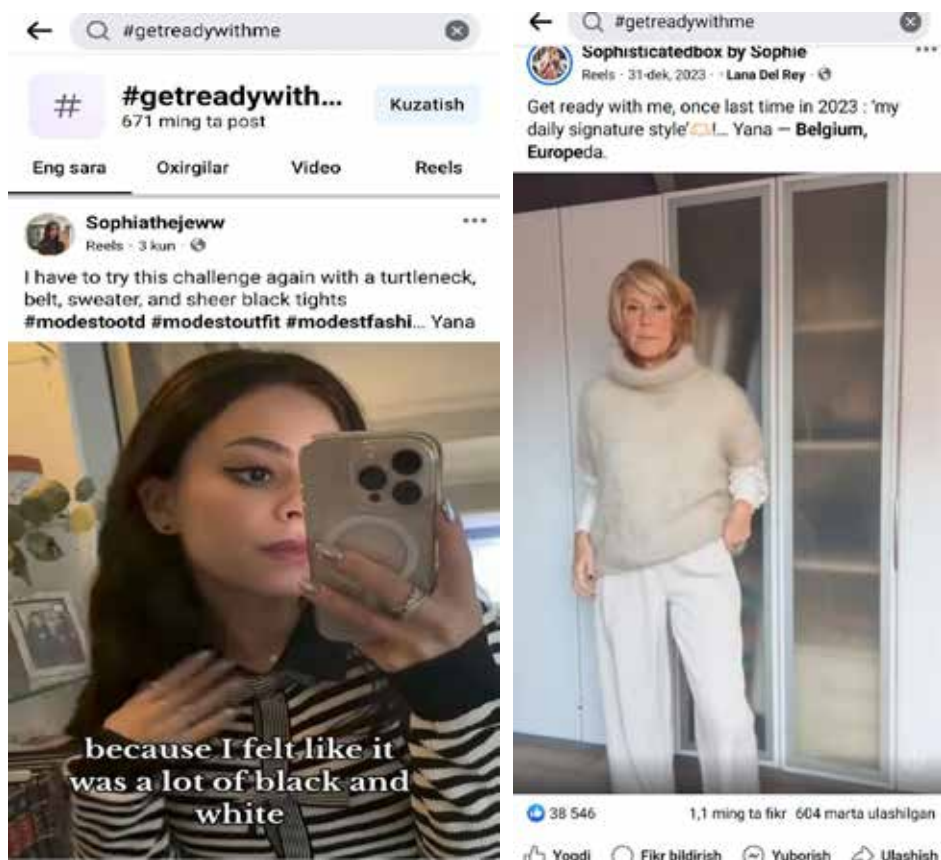 #getreadywithme
#
#getreadywith...
671 ming ta post
Kuzatish
Eng sara
Oxirgilar
Video
Reels
Sophiathejeww
Reels · 3 kun ·
I have to try this challenge again with a turtleneck,
belt, sweater, and sheer black tights
#modestootd #modestoutfit #modestfashi... Yana
because I felt like it
was a lot of black and
white
#getreadywithme
Sophisticatedbox by Sophie
Reels · 31-dek, 2023 · · Lana Del Rey ·
Get ready with me, once last time in 2023 : 'my
daily signature style'🫶🏻!... Yana — Belgium,
Europeda.
38 546
1,1 ming ta fikr 604 marta ulashilgan
Yoqdi
Fikr bildirish
Yuborish
Ulashish